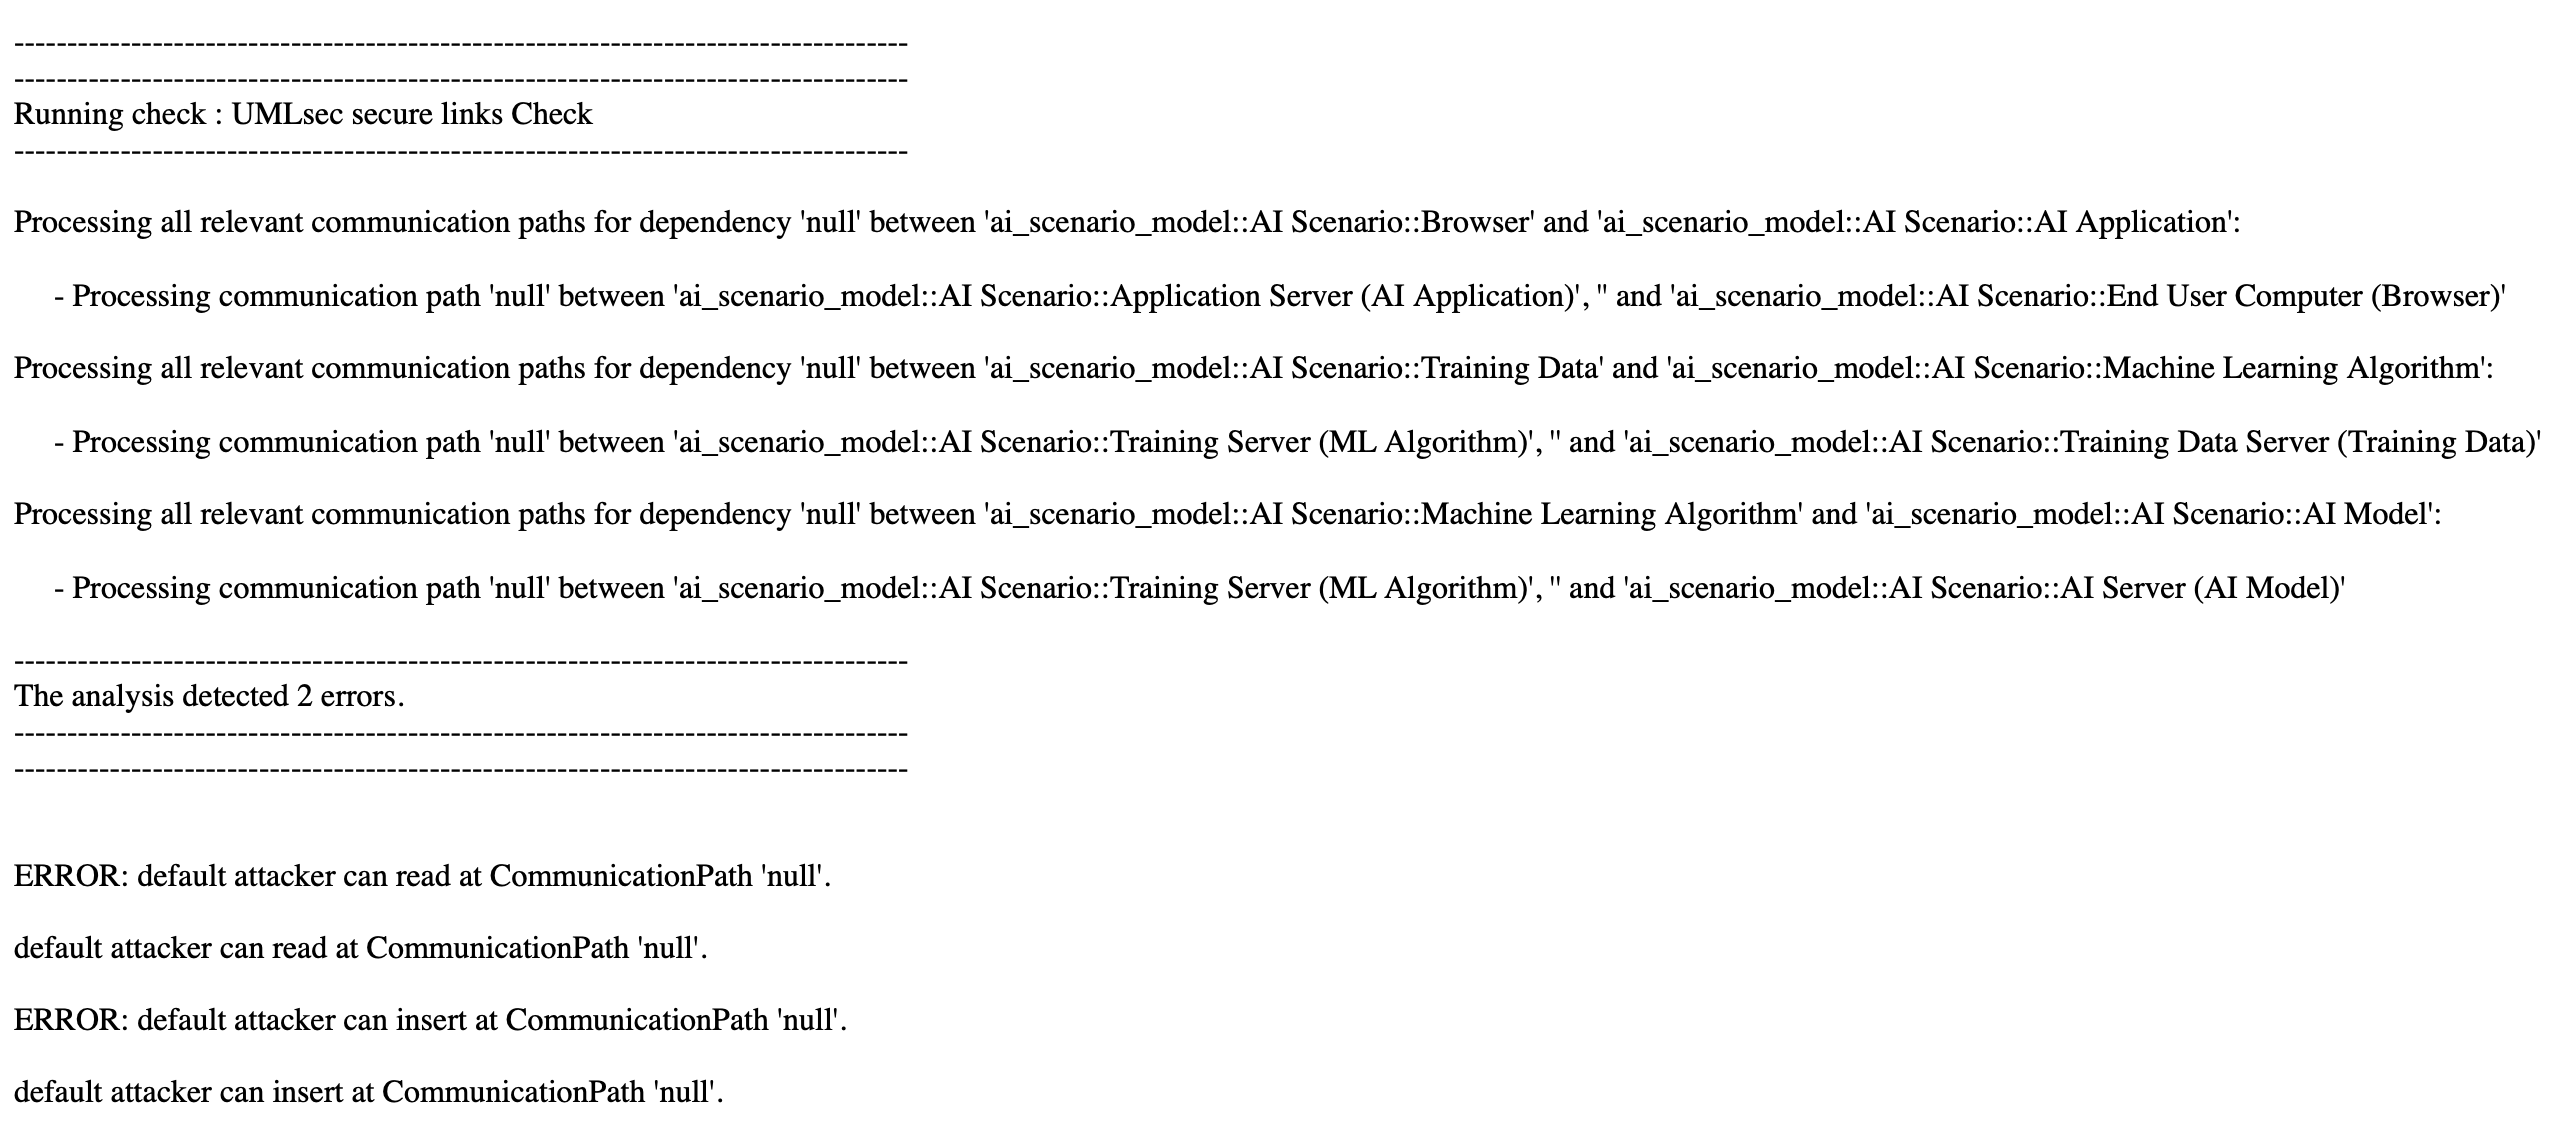 -------------------------------------------------------------------------------------
-------------------------------------------------------------------------------------
Running check : UMLsec secure links Check
-------------------------------------------------------------------------------------
Processing all relevant communication paths for dependency 'null' between 'ai_scenario_model::AI Scenario::Browser' and 'ai_scenario_model::AI Scenario::AI Application':
- Processing communication path 'null' between 'ai_scenario_model::AI Scenario::Application Server (AI Application)', '' and 'ai_scenario_model::AI Scenario::End User Computer (Browser)'
Processing all relevant communication paths for dependency 'null' between 'ai_scenario_model::AI Scenario::Training Data' and 'ai_scenario_model::AI Scenario::Machine Learning Algorithm':
- Processing communication path 'null' between 'ai_scenario_model::AI Scenario::Training Server (ML Algorithm)', '' and 'ai_scenario_model::AI Scenario::Training Data Server (Training Data)'
Processing all relevant communication paths for dependency 'null' between 'ai_scenario_model::AI Scenario::Machine Learning Algorithm' and 'ai_scenario_model::AI Scenario::AI Model':
- Processing communication path 'null' between 'ai_scenario_model::AI Scenario::Training Server (ML Algorithm)', '' and 'ai_scenario_model::AI Scenario::AI Server (AI Model)'
-------------------------------------------------------------------------------------
The analysis detected 2 errors.
-------------------------------------------------------------------------------------
-------------------------------------------------------------------------------------
ERROR: default attacker can read at CommunicationPath 'null'.
default attacker can read at CommunicationPath 'null'.
ERROR: default attacker can insert at CommunicationPath 'null'.
default attacker can insert at CommunicationPath 'null'.